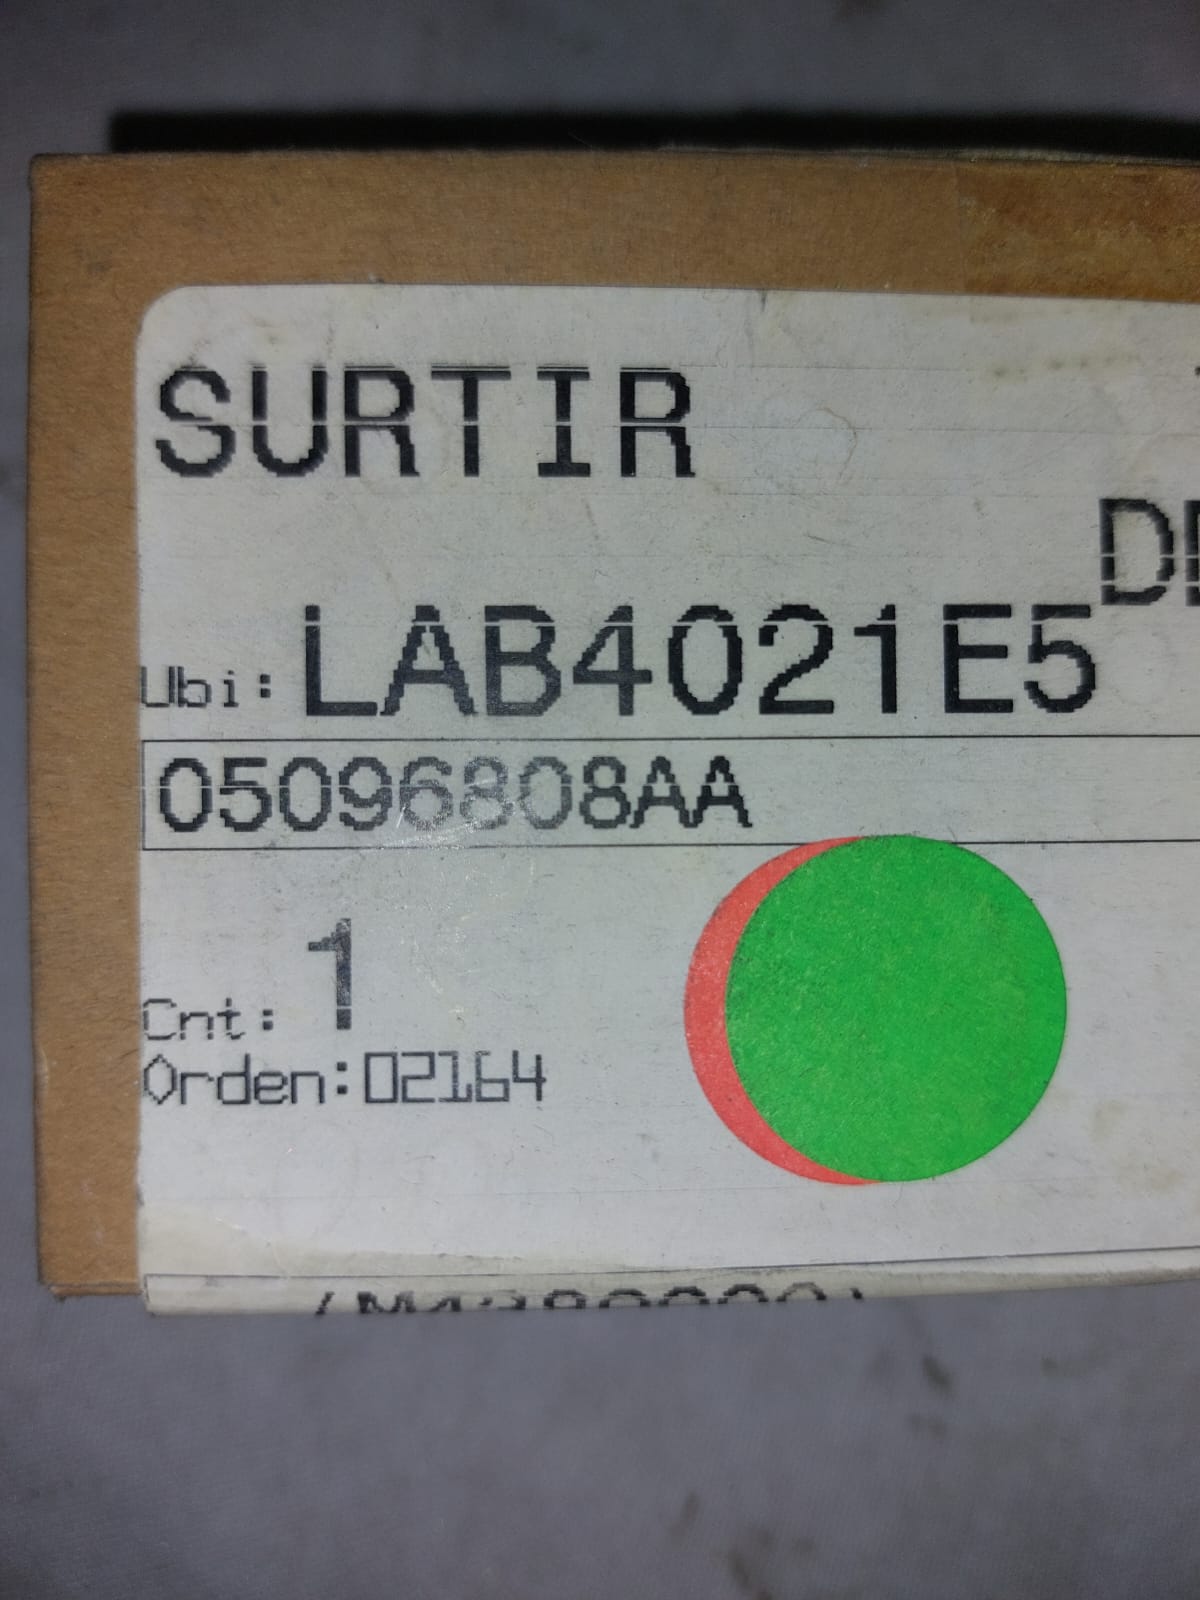 SURTIR
Ubi: LAB4021E5
05096808AA
Cnt: 1
Orden:02164